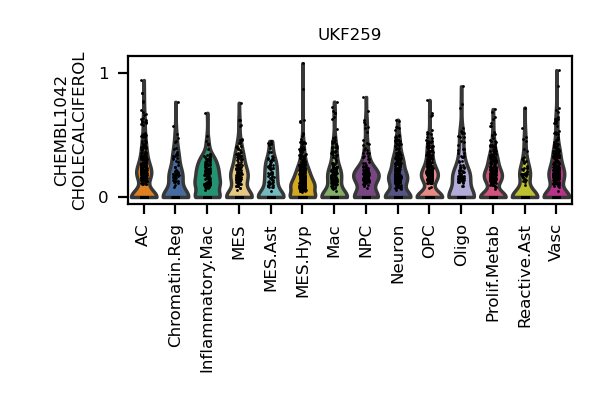 UKF259
CHEMBL1042
CHOLECALCIFEROL
1
0
AC
Chromatin.Reg
Inflammatory.Mac
MES
MES.Ast
MES.Hyp
Mac
NPC
Neuron
OPC
Oligo
Prolif.Metab
Reactive.Ast
Vasc